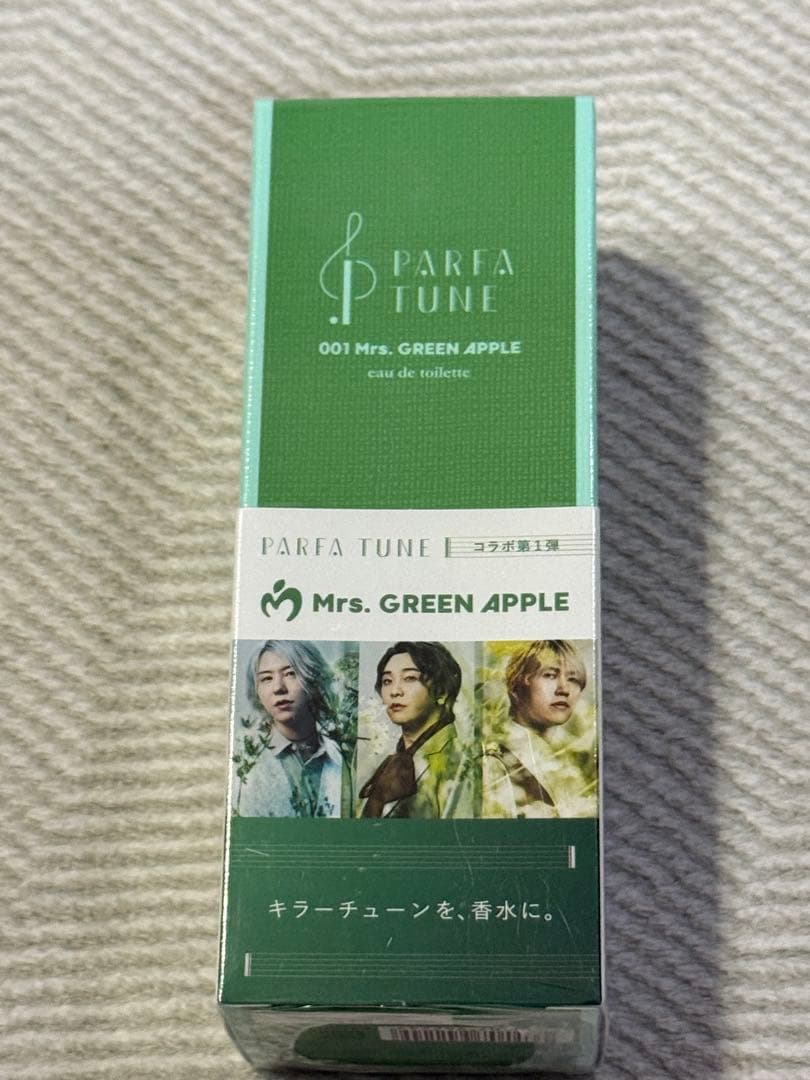 PARFA
TUNE
001 Mrs. GREEN APPLE
eau de toilette
PARFA TUNE コラボ第1弾
Mrs. GREEN APPLE
キラーチューンを、香水に。